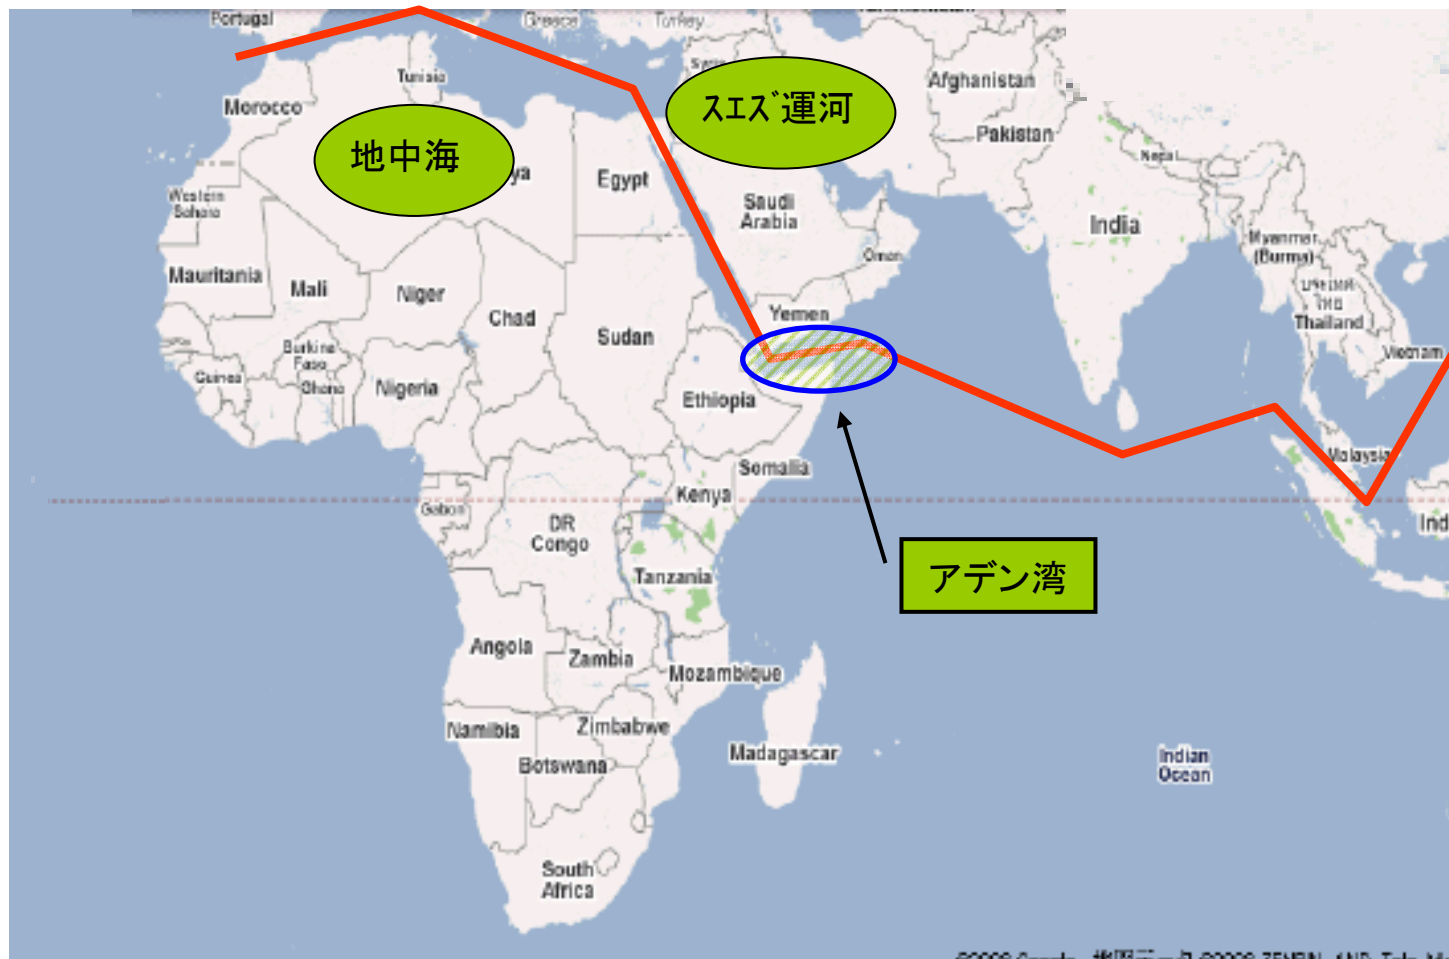 Portugal
Greece
Turkey
Syria
Tunisia
Morocco
スエズ運河
Afghanistan
Pakistan
Nepal
地中海
ya
Egypt
Western
Sahara
Saudi
Arabia
India
Oman
Myanmar
(Burma)
Mauritania
Mali
Niger
Chad
Sudan
Yemen
Thailand
Vietnam
Burkina
Faso
Guinea
Ghana
Nigeria
Ethiopia
Somalia
Malaysia
Kenya
Gabon
DR
Congo
Ind
Tanzania
アデン湾
Angola
Zambia
Mozambique
Namibia
Zimbabwe
Botswana
Madagascar
Indian
Ocean
South
Africa